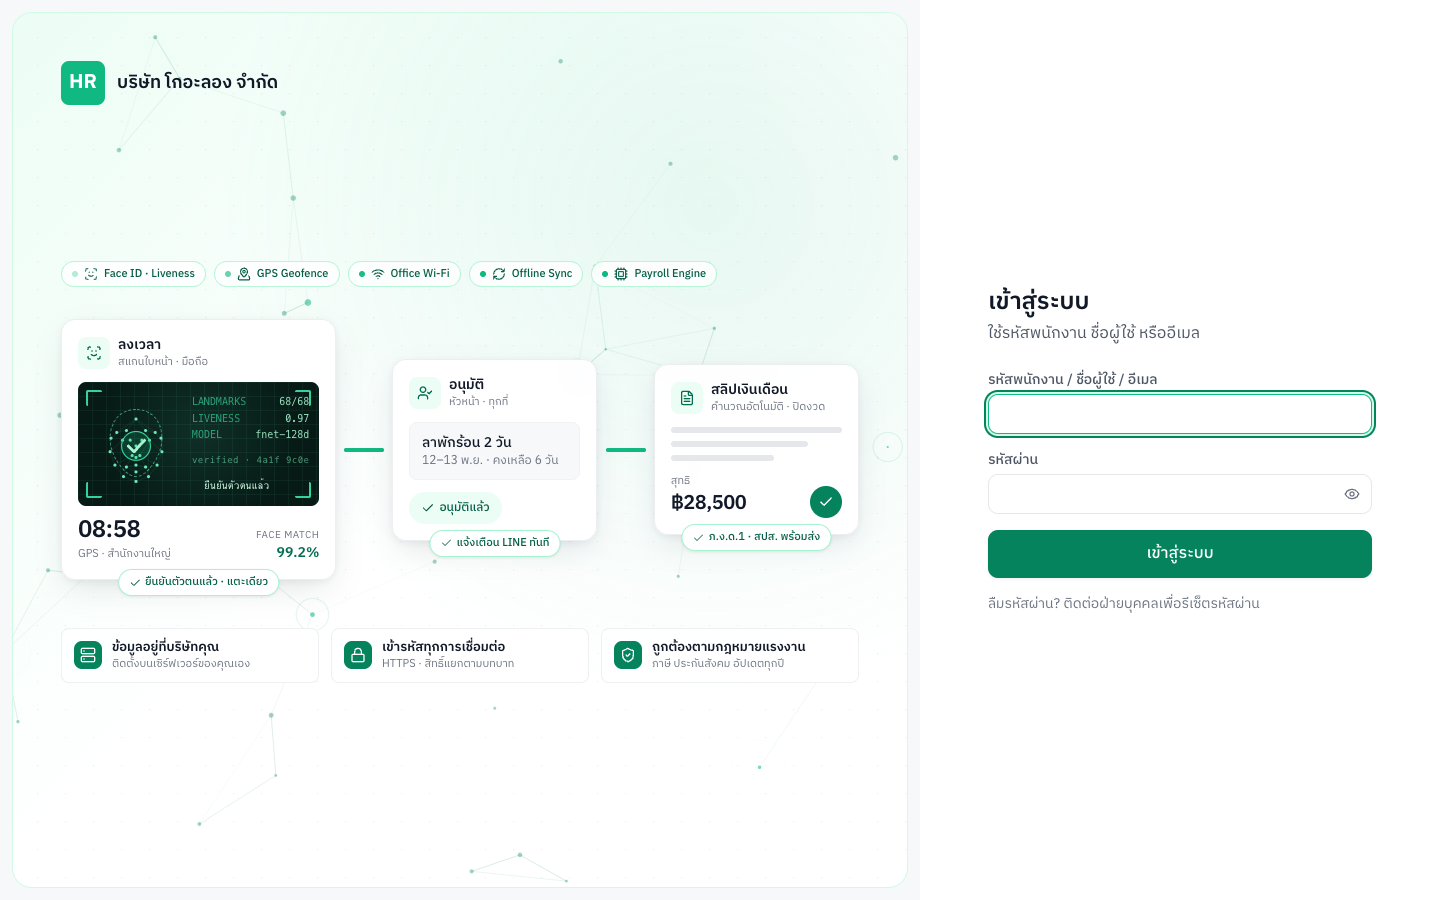 HR
บริษัท โกอะลอง จำกัด
Face ID · Liveness
GPS Geofence
Office Wi-Fi
Offline Sync
Payroll Engine
ลงเวลา
สแกนใบหน้า · มือถือ
LANDMARKS 68/68
LIVENESS 0.97
MODEL fnet-128d
verified · 4a1f 9c0e
ยืนยันตัวตนแล้ว
08:58
GPS · สำนักงานใหญ่
FACE MATCH
99.2%
ยืนยันตัวตนแล้ว · แตะเดียว
อนุมัติ
หัวหน้า · ทุกที่
ลาพักร้อน 2 วัน
12–13 พ.ย. · คงเหลือ 6 วัน
อนุมัติแล้ว
แจ้งเตือน LINE ทันที
สลิปเงินเดือน
คำนวณอัตโนมัติ · ปิดงวด
สุทธิ
฿28,500
ภ.ง.ด.1 · สปส. พร้อมส่ง
ข้อมูลอยู่ที่บริษัทคุณ
ติดตั้งบนเซิร์ฟเวอร์ของคุณเอง
เข้ารหัสทุกการเชื่อมต่อ
HTTPS · สิทธิ์แยกตามบทบาท
ถูกต้องตามกฎหมายแรงงาน
ภาษี ประกันสังคม อัปเดตทุกปี
เข้าสู่ระบบ
ใช้รหัสพนักงาน ชื่อผู้ใช้ หรืออีเมล
รหัสพนักงาน / ชื่อผู้ใช้ / อีเมล
รหัสผ่าน
เข้าสู่ระบบ
ลืมรหัสผ่าน? ติดต่อฝ่ายบุคคลเพื่อรีเซ็ตรหัสผ่าน